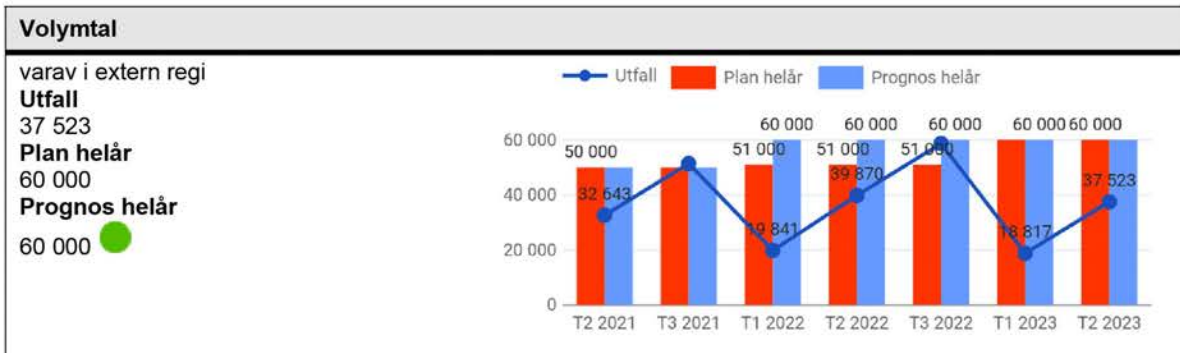 Volymtal
varav i extern regi
Utfall
37 523
Plan helår
60 000
Prognos helår
60 000
Utfall Plan helår Prognos helår
60 000 60 000 60 000 60 000 60 000
60 000
50 000 51 000 51 000 51 000
40 000
32 643 19 841 39 870 18 817 37 523
20 000
0
T2 2021 T3 2021 T1 2022 T2 2022 T3 2022 T1 2023 T2 2023